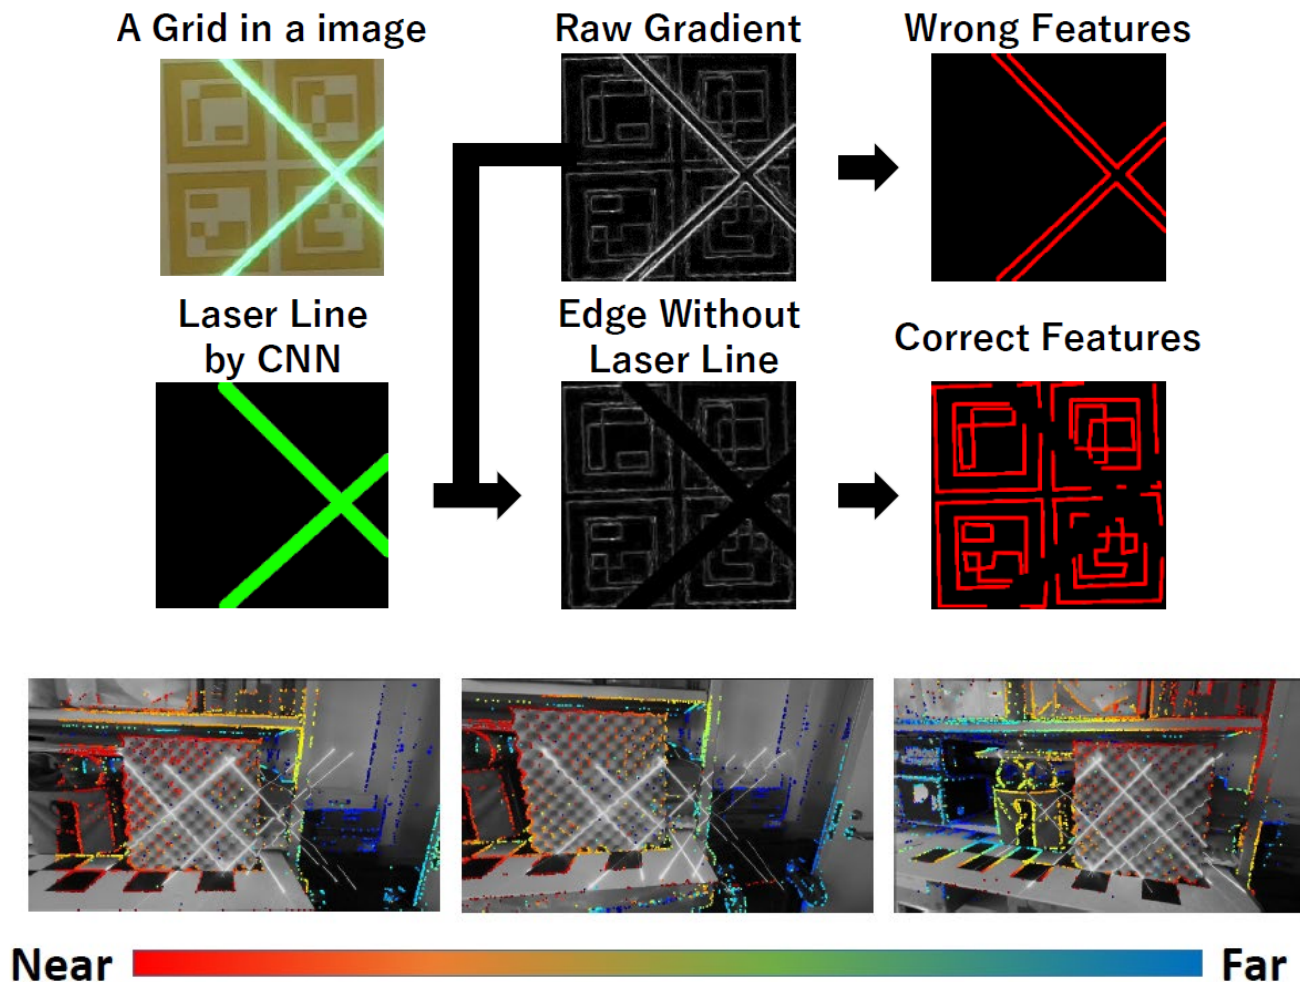 A Grid in a image
Raw Gradient
Wrong Features
Laser Line
by CNN
Edge Without
Laser Line
Correct Features
Near
Far